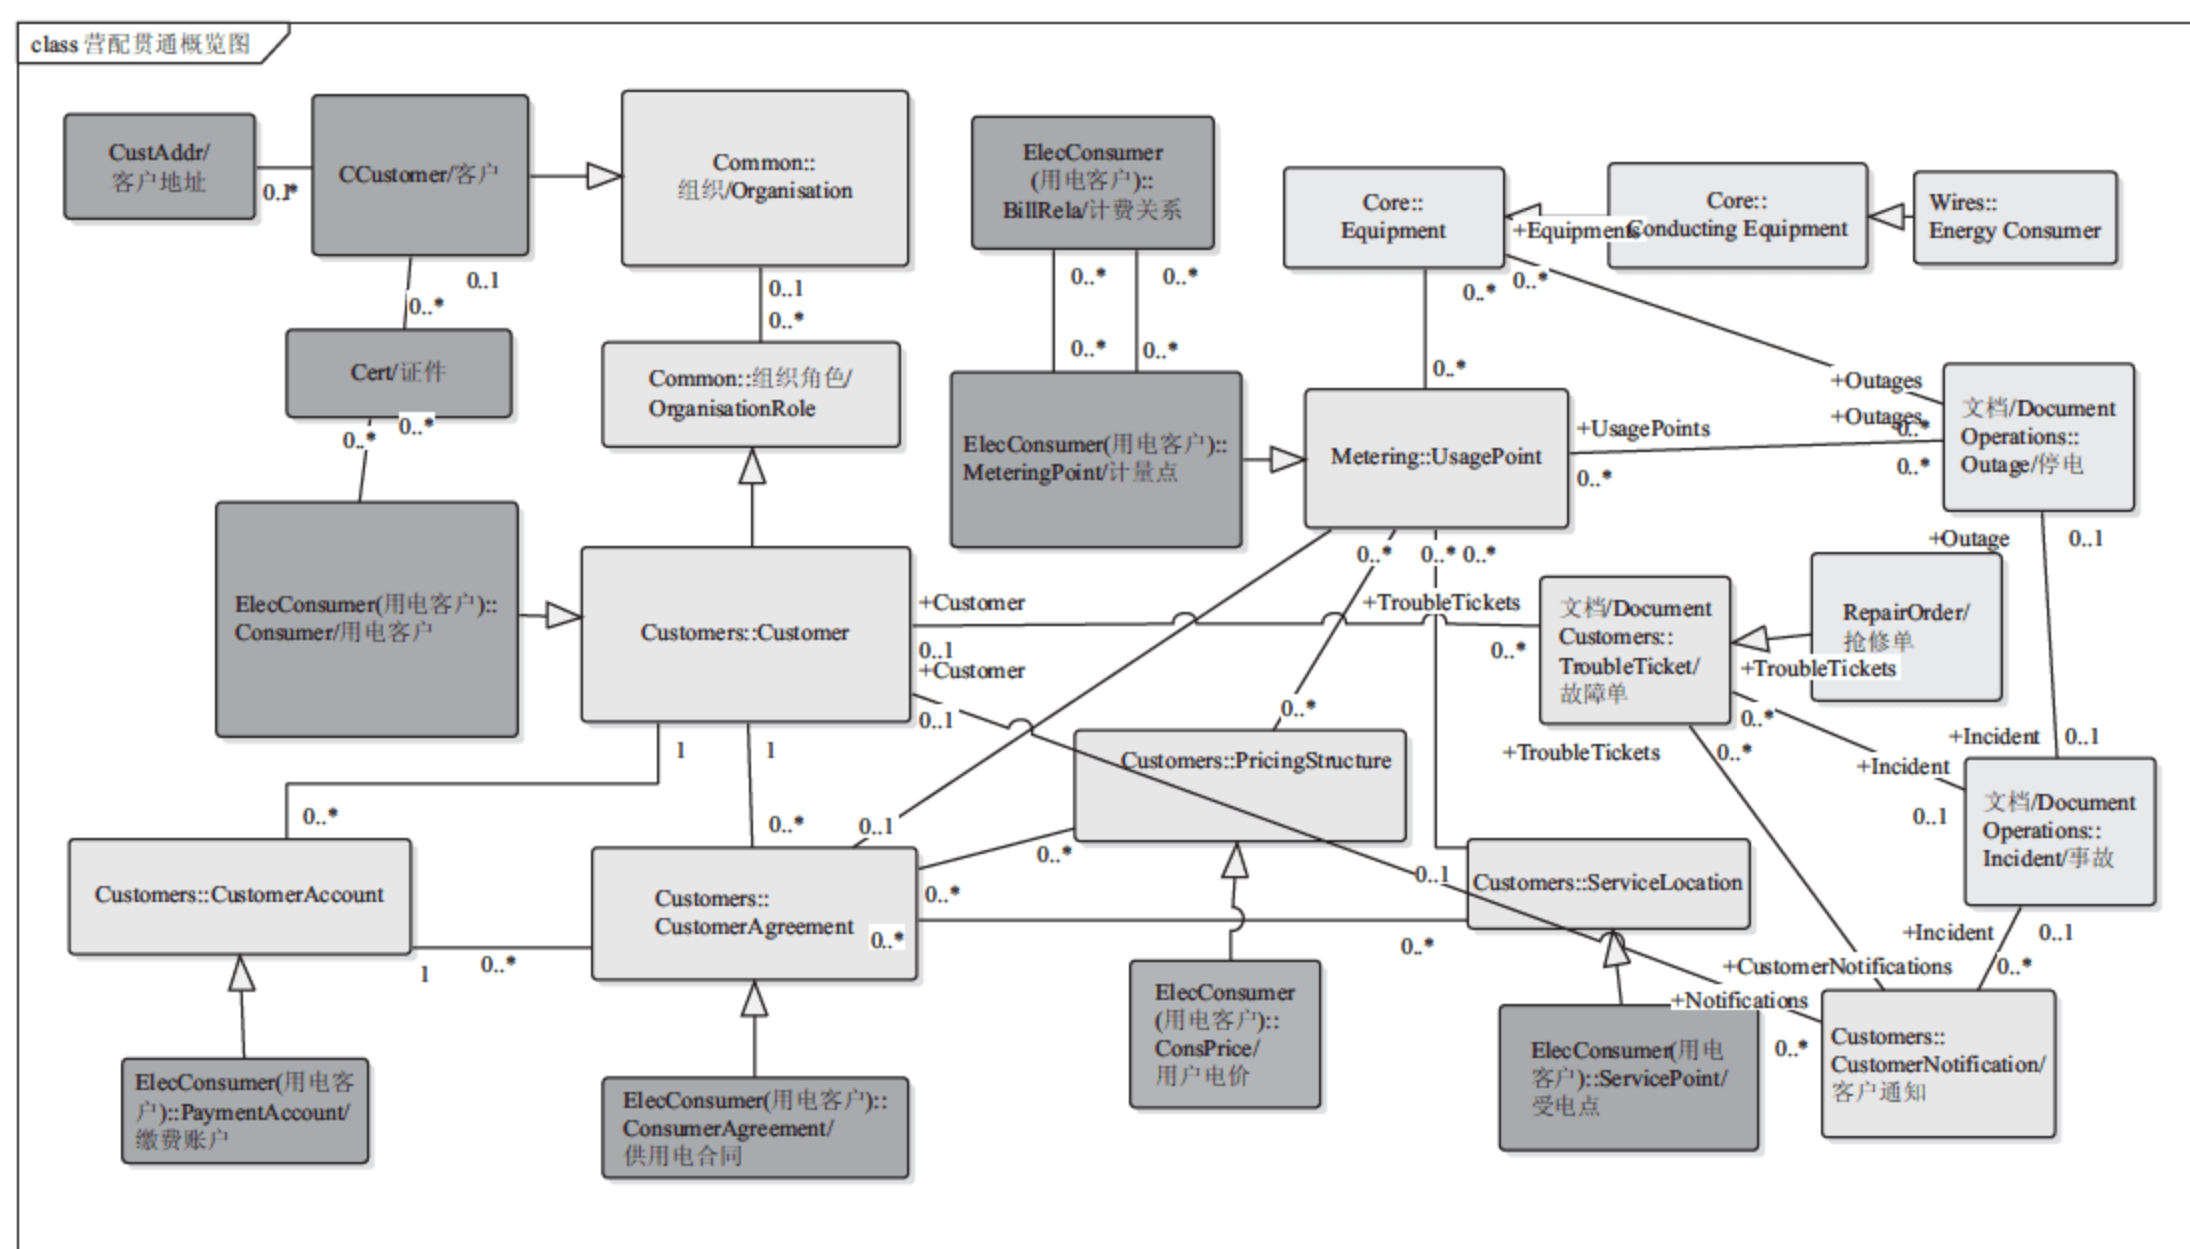 class 营配贯通概览图
CustAddr/
客户地址
0..1*
CCustomer/客户
Common::
组织/Organisation
ElecConsumer
(用电客户)::
BillRela/计费关系
Core::
Equipment
+Equipments
Core::
Conducting Equipment
Wires::
Energy Consumer
0..1
0..*
0..1
0..*
0..*
0..*
0..*
0..*
0..*
0..*
0..*
Cert/证件
0..*
0..*
Common::组织角色/
OrganisationRole
ElecConsumer(用电客户)::
MeteringPoint/计量点
Metering::UsagePoint
+UsagePoints
0..*
+Outages
+Outages
0..*
0..*
文档/Document
Operations::
Outage/停电
ElecConsumer(用电客户)::
Consumer/用电客户
Customers::Customer
+Customer
0..1
+Customer
0..1
0..*
0..*
0..*
+TroubleTickets
0..*
文档/Document
Customers::
TroubleTicket/
故障单
+Outage
0..1
RepairOrder/
抢修单
+TroubleTickets
0..*
+TroubleTickets
0..*
+Incident
0..1
+Incident
0..1
1
1
0..*
0..*
0..1
0..*
Customers::PricingStructure
0..*
文档/Document
Operations::
Incident/事故
Customers::CustomerAccount
Customers::
CustomerAgreement
0..*
0..*
0..1
Customers::ServiceLocation
0..*
1
0..*
+Incident
0..1
0..*
+CustomerNotifications
+Notifications
0..*
ElecConsumer(用电客
户)::PaymentAccount/
缴费账户
ElecConsumer(用电客户)::
ConsumerAgreement/
供用电合同
ElecConsumer
(用电客户)::
ConsPrice/
用户电价
ElecConsumer(用电
客户)::ServicePoint/
受电点
Customers::
CustomerNotification/
客户通知